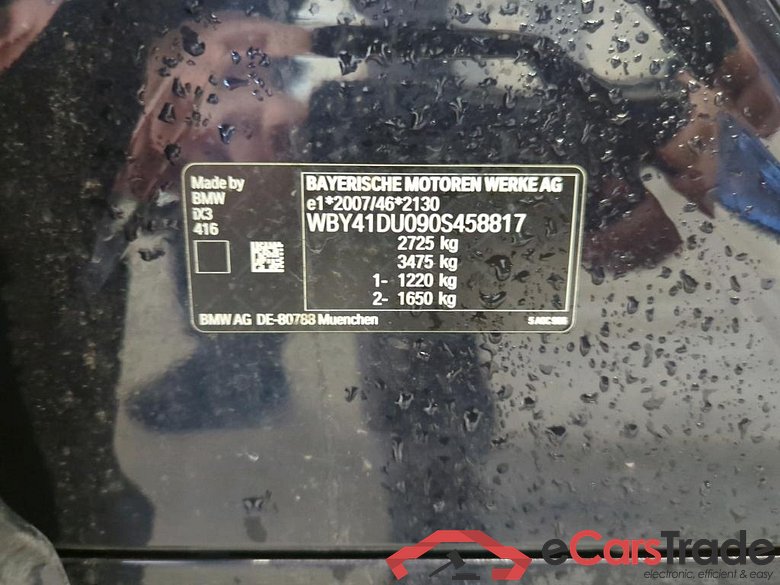 Made by
BMW
iX3
416
BAYERISCHE MOTOREN WERKE AG
e1*2007/46*2130
WBY41DU090S458817
2725 kg
3475 kg
1- 1220 kg
2- 1650 kg
BMW AG DE-80788 Muenchen
eCarsTrade
electronic, efficient & easy